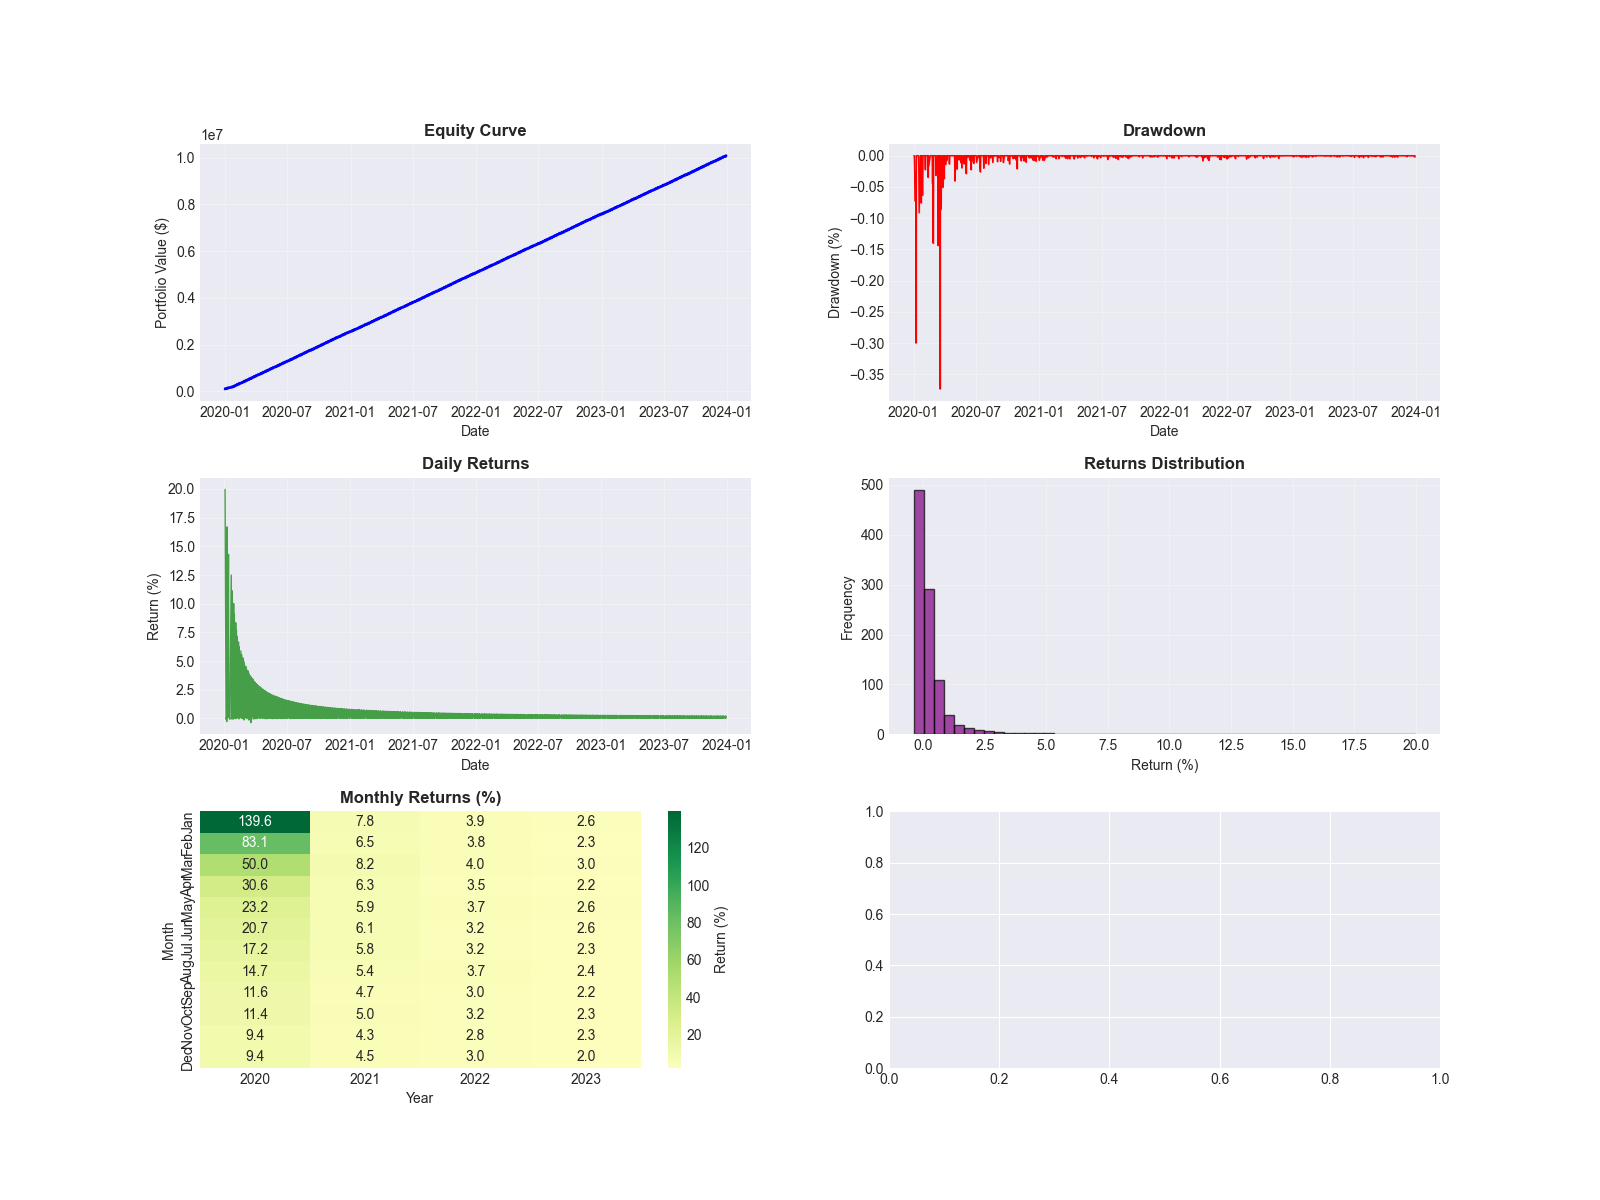 Equity Curve
1e7
1.0
0.8
0.6
0.4
0.2
0.0
Portfolio Value ($)
2020-01 2020-07 2021-01 2021-07 2022-01 2022-07 2023-01 2023-07 2024-01
Date
Drawdown
0.00
−0.05
−0.10
−0.15
−0.20
−0.25
−0.30
−0.35
Drawdown (%)
2020-01 2020-07 2021-01 2021-07 2022-01 2022-07 2023-01 2023-07 2024-01
Date
Daily Returns
20.0
17.5
15.0
12.5
10.0
7.5
5.0
2.5
0.0
Return (%)
2020-01 2020-07 2021-01 2021-07 2022-01 2022-07 2023-01 2023-07 2024-01
Date
Returns Distribution
500
400
300
200
100
0
Frequency
0.0 2.5 5.0 7.5 10.0 12.5 15.0 17.5 20.0
Return (%)
Monthly Returns (%)
Month
Jan 139.6 7.8 3.9 2.6
Feb 83.1 6.5 3.8 2.3
Mar 50.0 8.2 4.0 3.0
Apr 30.6 6.3 3.5 2.2
May 23.2 5.9 3.7 2.6
Jun 20.7 6.1 3.2 2.6
Jul 17.2 5.8 3.2 2.3
Aug 14.7 5.4 3.7 2.4
Sep 11.6 4.7 3.0 2.2
Oct 11.4 5.0 3.2 2.3
Nov 9.4 4.3 2.8 2.3
Dec 9.4 4.5 3.0 2.0
2020 2021 2022 2023
Year
120
100
80
60
40
20
Return (%)
1.0
0.8
0.6
0.4
0.2
0.0
0.0 0.2 0.4 0.6 0.8 1.0